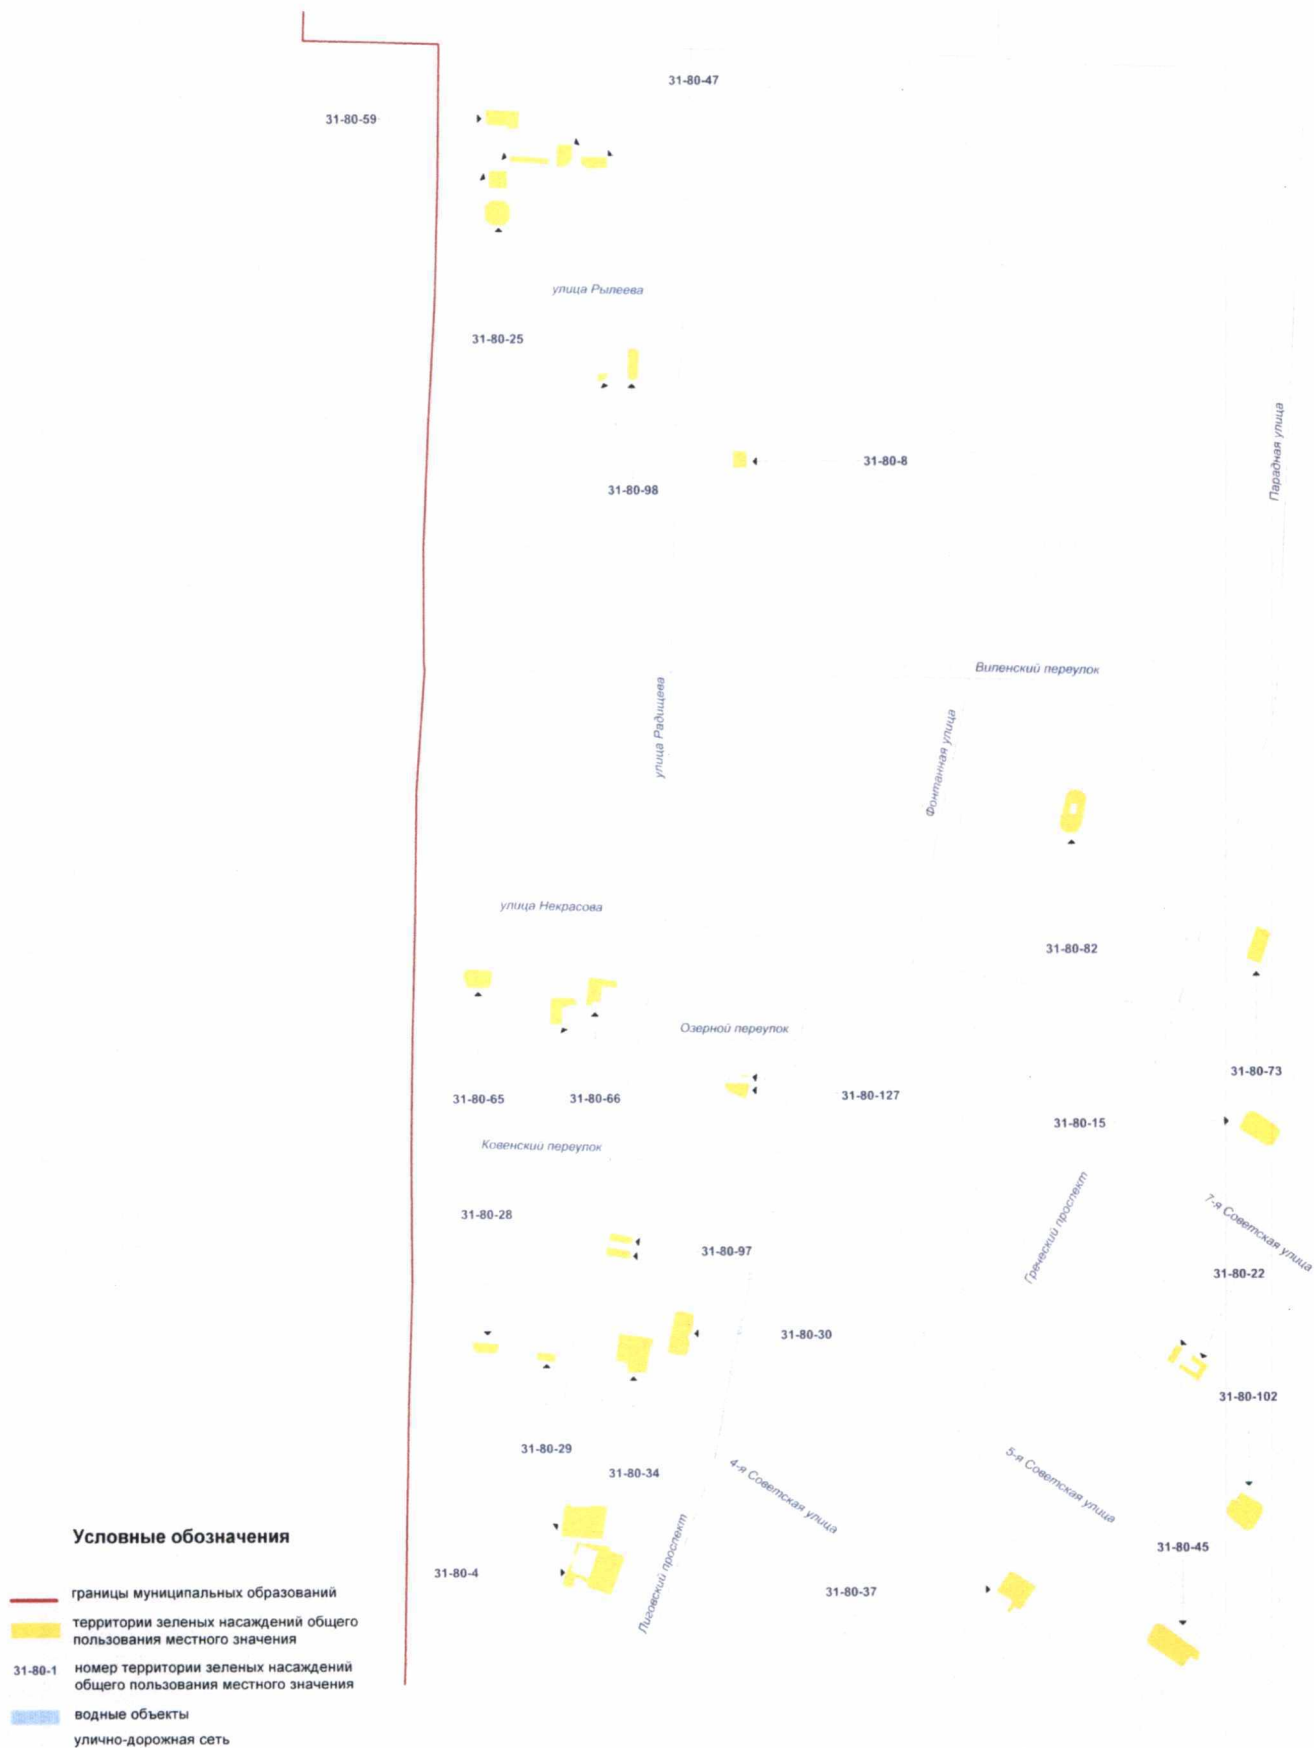 31-80-47
31-80-59
улица Рылеева
31-80-25
31-80-8
31-80-98
Парадная улица
Виленский переулок
улица Радищева
Фонтанная улица
улица Некрасова
31-80-82
Озерной переулок
31-80-73
31-80-65
31-80-66
31-80-127
31-80-15
Ковенский переулок
Греческий проспект
7-я Советская улица
31-80-28
31-80-97
31-80-22
31-80-30
31-80-102
31-80-29
31-80-34
4-я Советская улица
5-я Советская улица
Лиговский проспект
31-80-45
31-80-4
31-80-37
Условные обозначения
границы муниципальных образований
территории зеленых насаждений общего
пользования местного значения
31-80-1
номер территории зеленых насаждений
общего пользования местного значения
водные объекты
улично-дорожная сеть